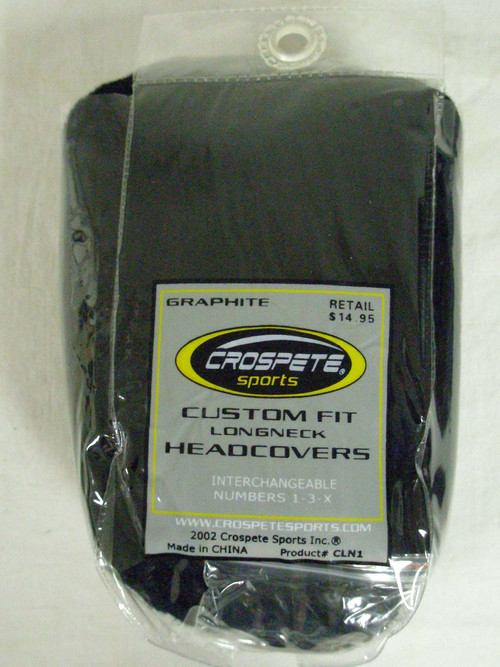 GRAPHITE
RETAIL
$14.95
CROSPETE®
sports
CUSTOM FIT
LONGNECK
HEADCOVERS
INTERCHANGEABLE
NUMBERS 1-3-X
WWW.CROSPETESPORTS.COM
2002 Crospete Sports Inc.®
Made in CHINA Product# CLN1